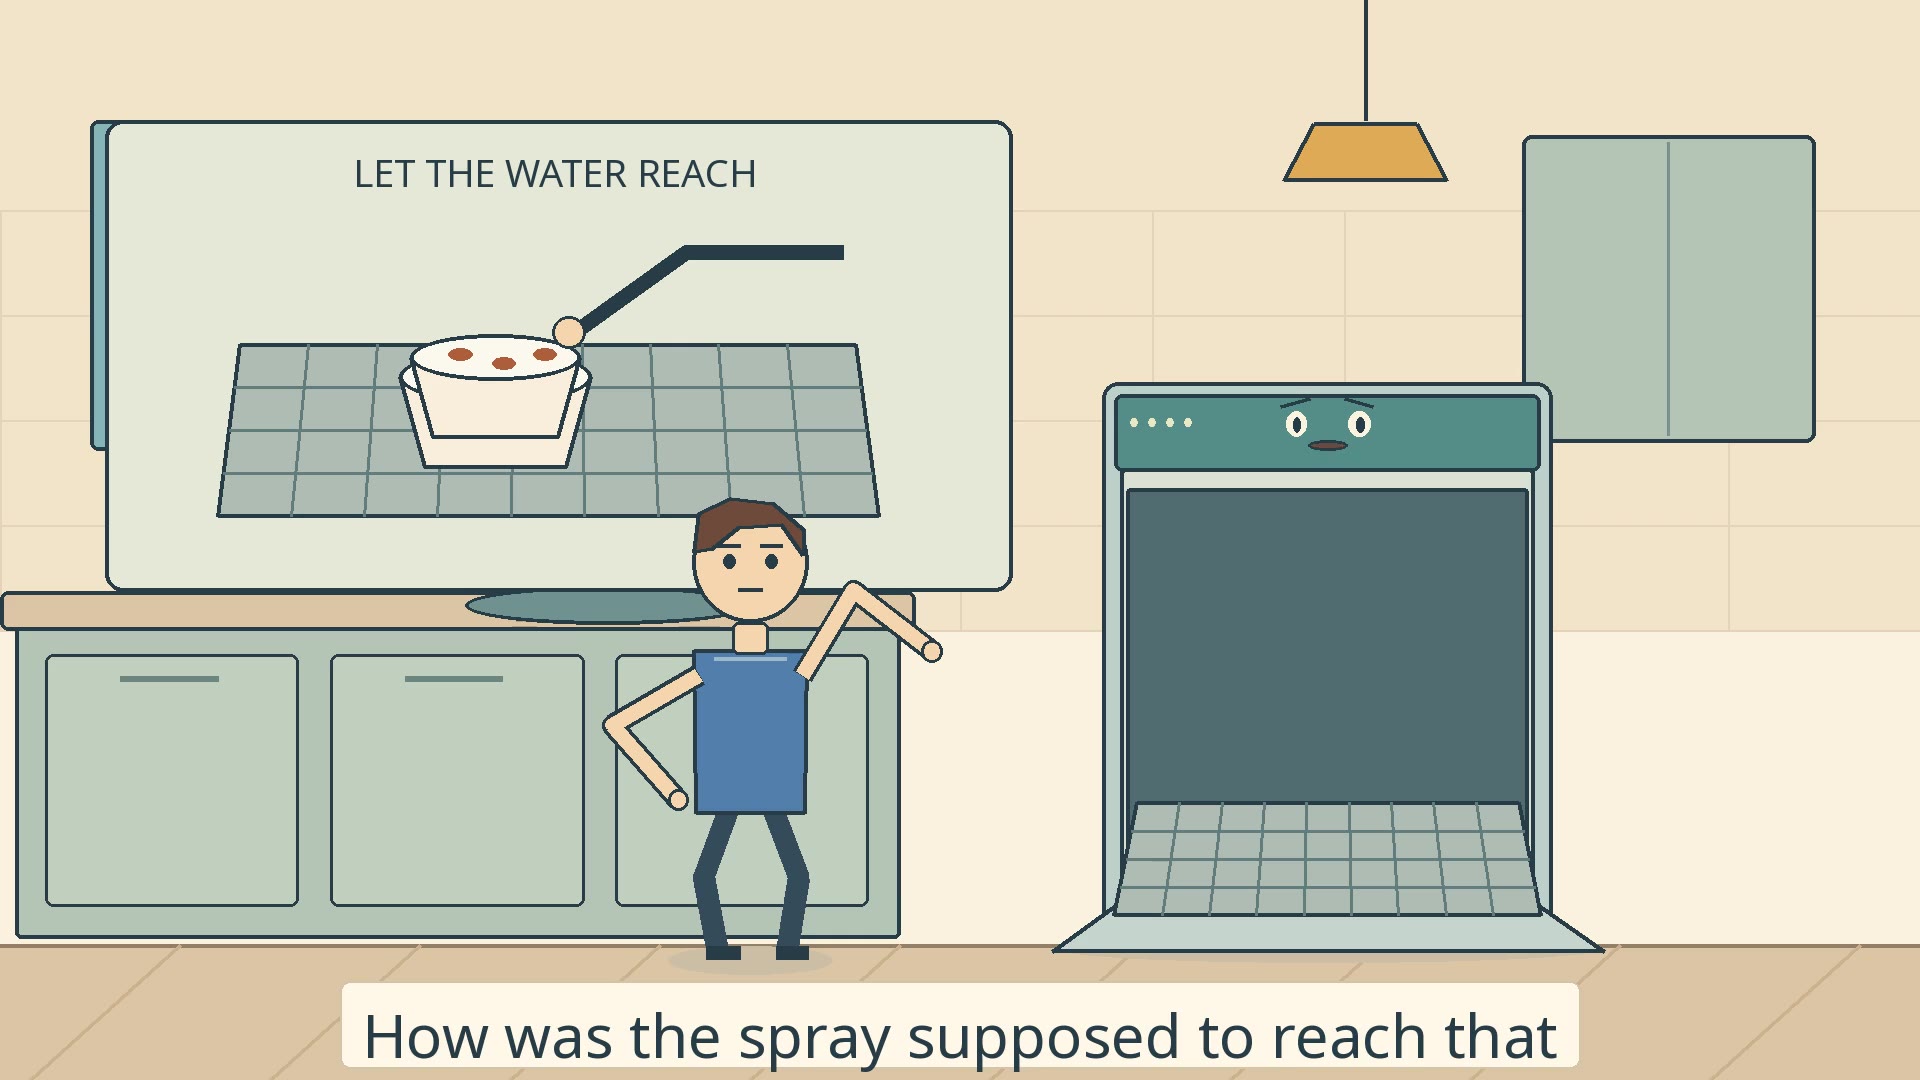 LET THE WATER REACH
How was the spray supposed to reach that